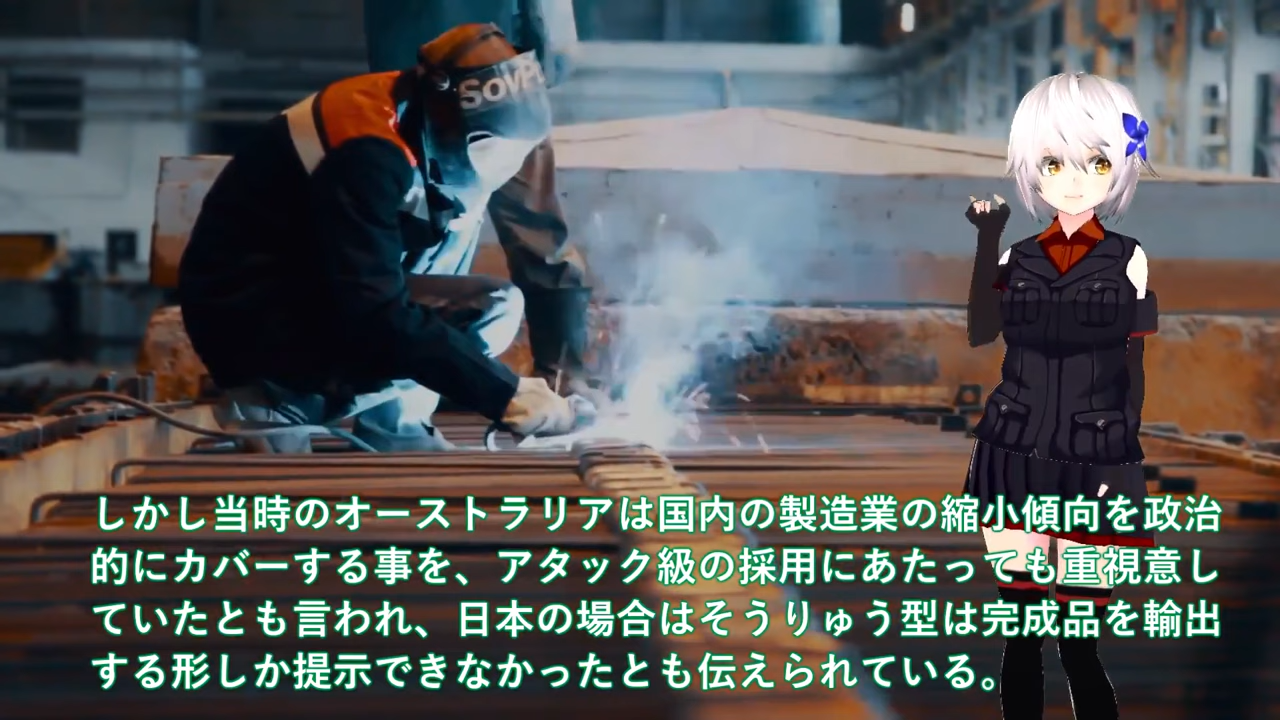 SOVPL
しかし当時のオーストラリアは国内の製造業の縮小傾向を政治
的にカバーする事を、アタック級の採用にあたっても重視意し
ていたとも言われ、日本の場合はそうりゅう型は完成品を輸出
する形しか提示できなかったとも伝えられている。